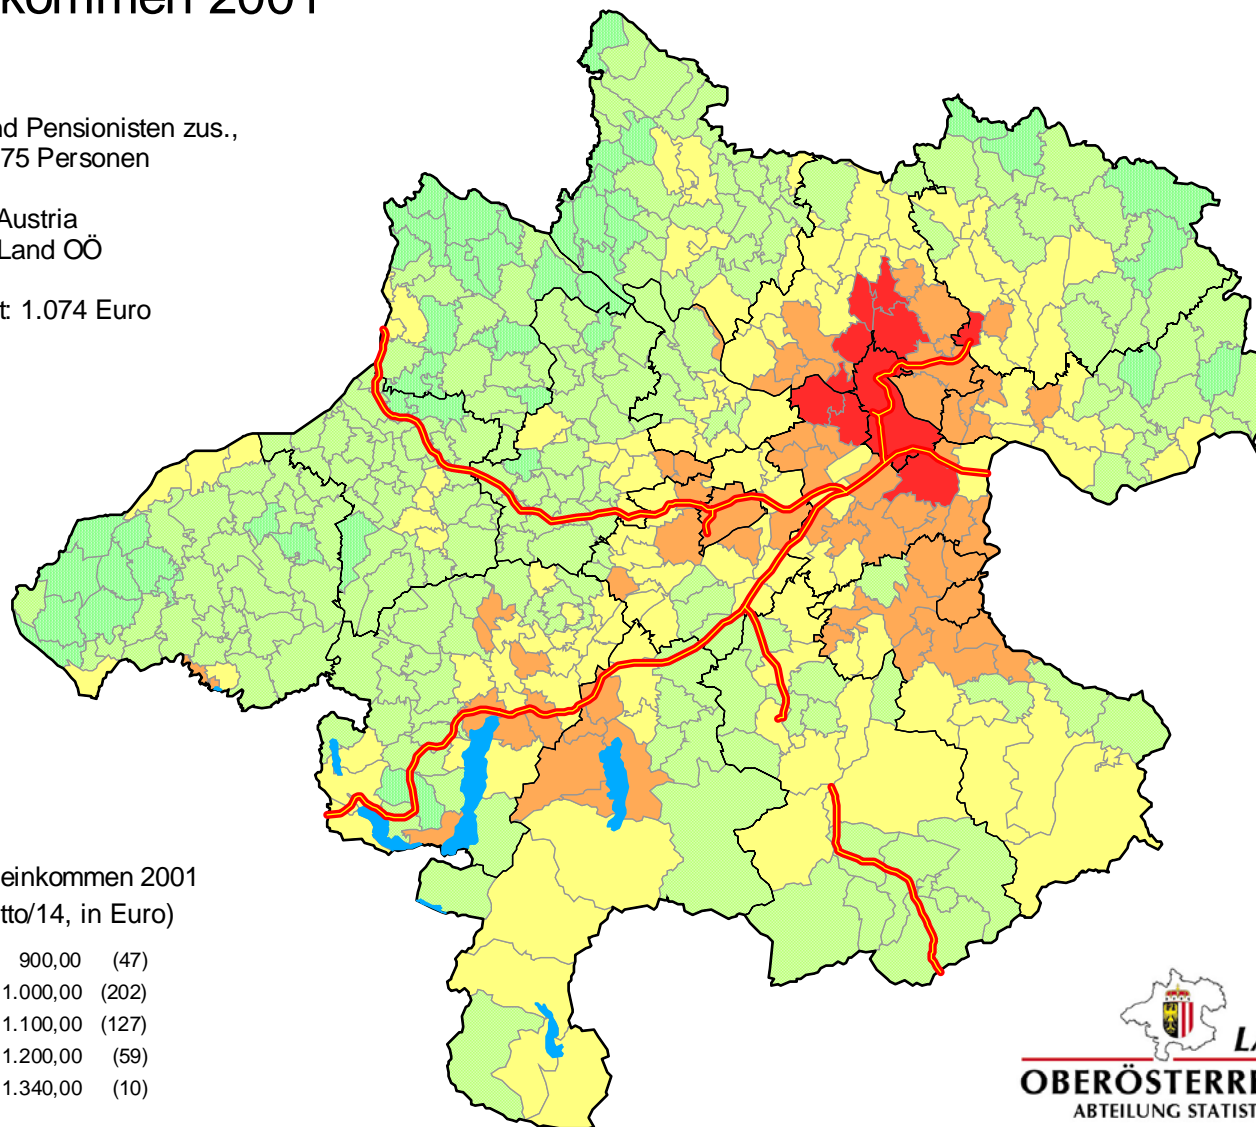 kommen 2001
nd Pensionisten zus.,
75 Personen
Austria
Land OÖ
t: 1.074 Euro
einkommen 2001
tto/14, in Euro)
900,00 (47)
1.000,00 (202)
1.100,00 (127)
1.200,00 (59)
1.340,00 (10)
LA
OBERÖSTERRE
ABTEILUNG STATIST